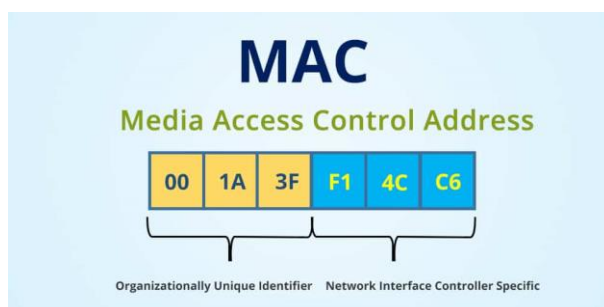 MAC
Media Access Control Address
00 1A 3F F1 4C C6
Organizationally Unique Identifier Network Interface Controller Specific